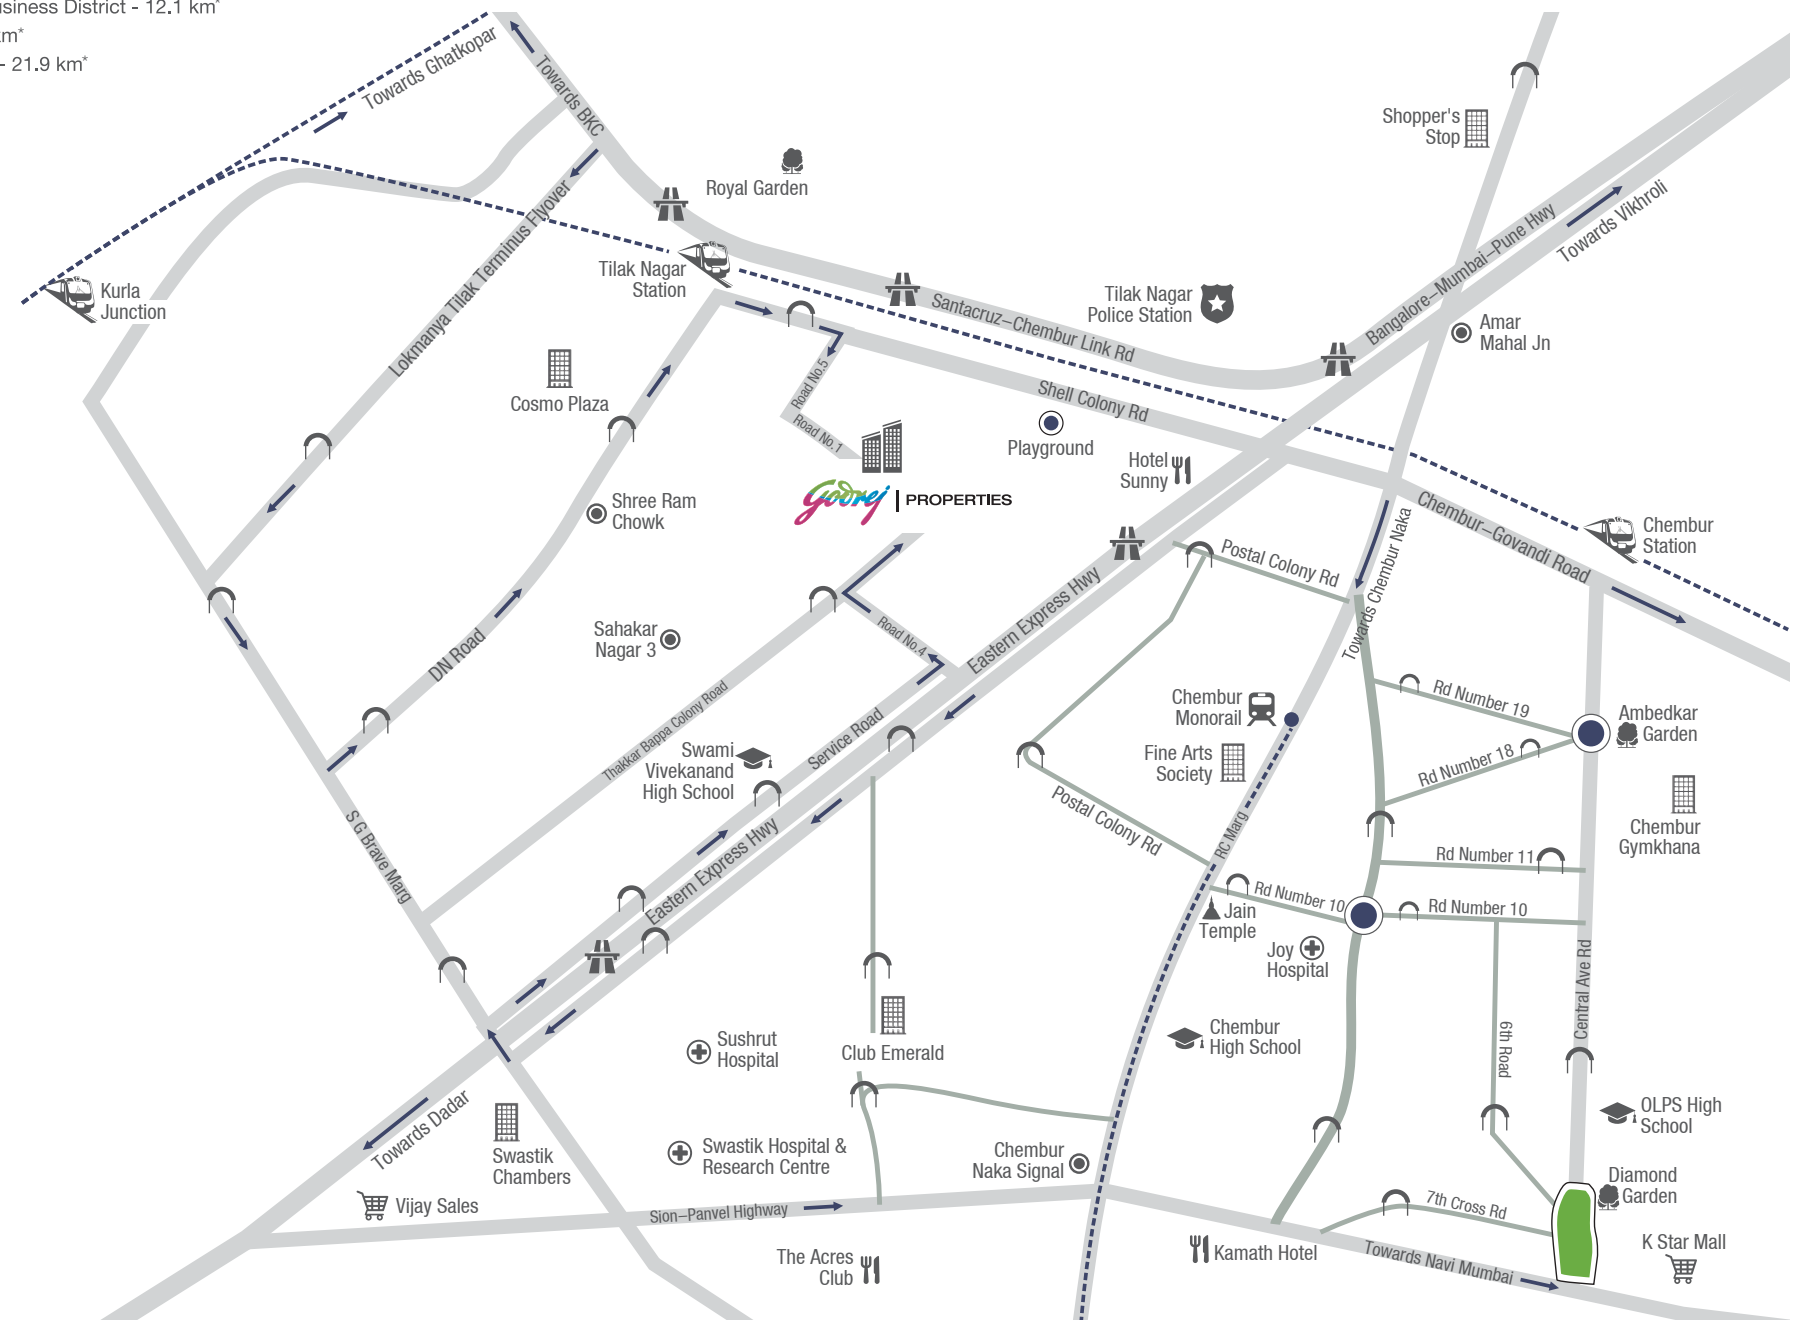 usiness District - 12.1 km*
km*
- 21.9 km*
Towards Ghatkopar
Towards BKC
Shopper's
Stop
Royal Garden
Lokmanya Tilak Terminus Flyover
Bangalore–Mumbai–Pune Hwy
Towards Vikhroli
Kurla
Junction
Tilak Nagar
Station
Santacruz–Chembur Link Rd
Tilak Nagar
Police Station
Amar
Mahal Jn
Cosmo Plaza
Road No.5
Road No.1
Shell Colony Rd
Playground
Hotel
Sunny
Godrej | PROPERTIES
Shree Ram
Chowk
Chembur–Govandi Road
Chembur
Station
Postal Colony Rd
Towards Chembur Naka
Eastern Express Hwy
Sahakar
Nagar 3
DN Road
Road No.4
Thakkar Bappa Colony Road
Service Road
Swami
Vivekanand
High School
Chembur
Monorail
Fine Arts
Society
Rd Number 19
Rd Number 18
Ambedkar
Garden
Postal Colony Rd
RC Marg
Chembur
Gymkhana
S G Brave Marg
Eastern Express Hwy
Rd Number 11
Rd Number 10
Rd Number 10
Jain
Temple
Joy
Hospital
Central Ave Rd
Chembur
High School
6th Road
Sushrut
Hospital
Club Emerald
Towards Dadar
Swastik
Chambers
Swastik Hospital &
Research Centre
Chembur
Naka Signal
OLPS High
School
Diamond
Garden
Vijay Sales
Sion–Panvel Highway
7th Cross Rd
The Acres
Club
Kamath Hotel
Towards Navi Mumbai
K Star Mall